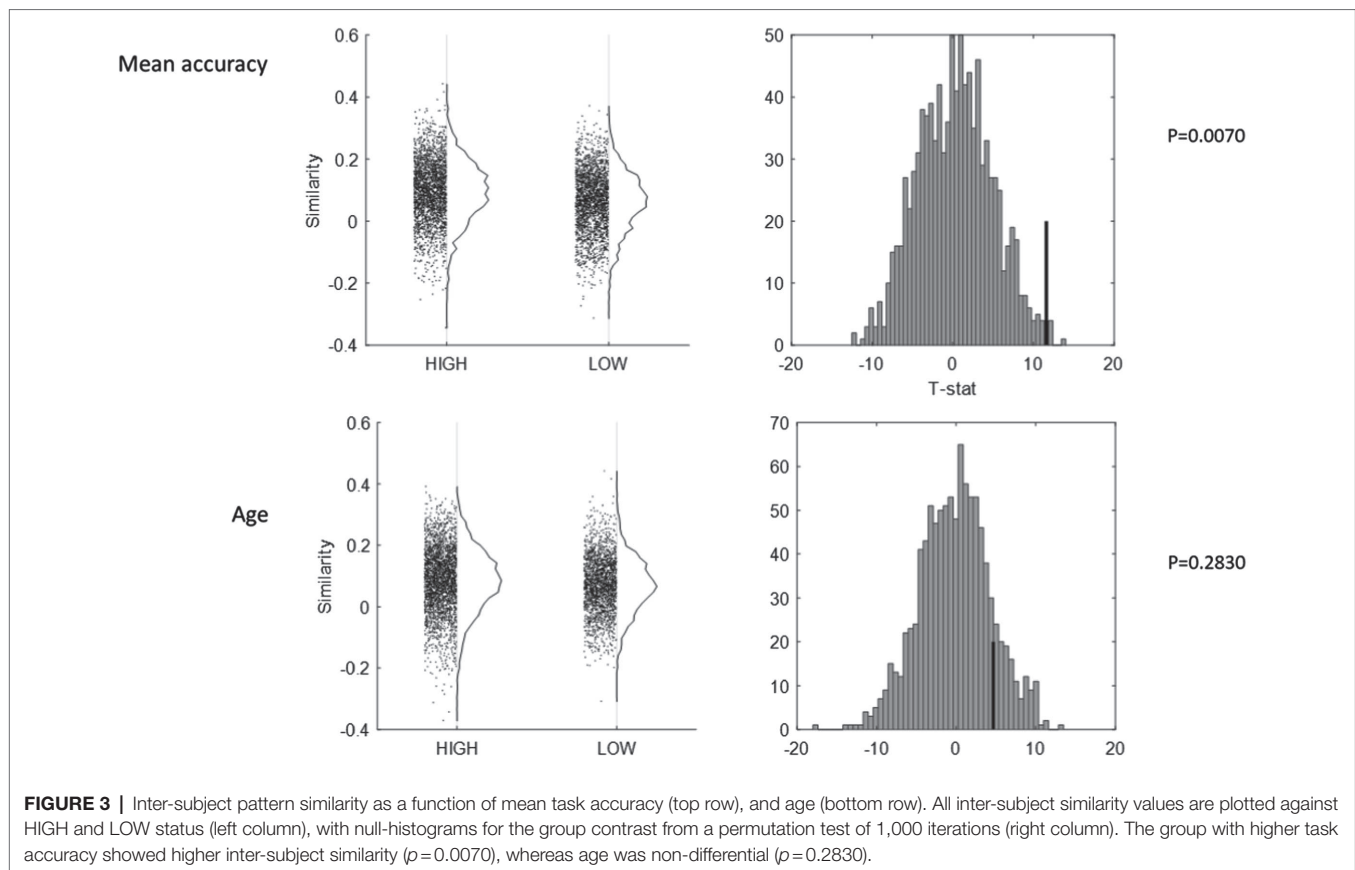 Mean accuracy
0.6
0.4
0.2
0
-0.2
-0.4
Similarity
HIGH
LOW
50
40
30
20
10
0
-20
-10
0
10
20
T-stat
P=0.0070
Age
0.6
0.4
0.2
0
-0.2
-0.4
Similarity
HIGH
LOW
70
60
50
40
30
20
10
0
-20
-10
0
10
20
P=0.2830
FIGURE 3 | Inter-subject pattern similarity as a function of mean task accuracy (top row), and age (bottom row). All inter-subject similarity values are plotted against
HIGH and LOW status (left column), with null-histograms for the group contrast from a permutation test of 1,000 iterations (right column). The group with higher task
accuracy showed higher inter-subject similarity (p = 0.0070), whereas age was non-differential (p = 0.2830).